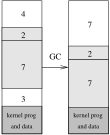 4
2
7
3
kernel prog
and data
GC
7
2
7
kernel prog
and data